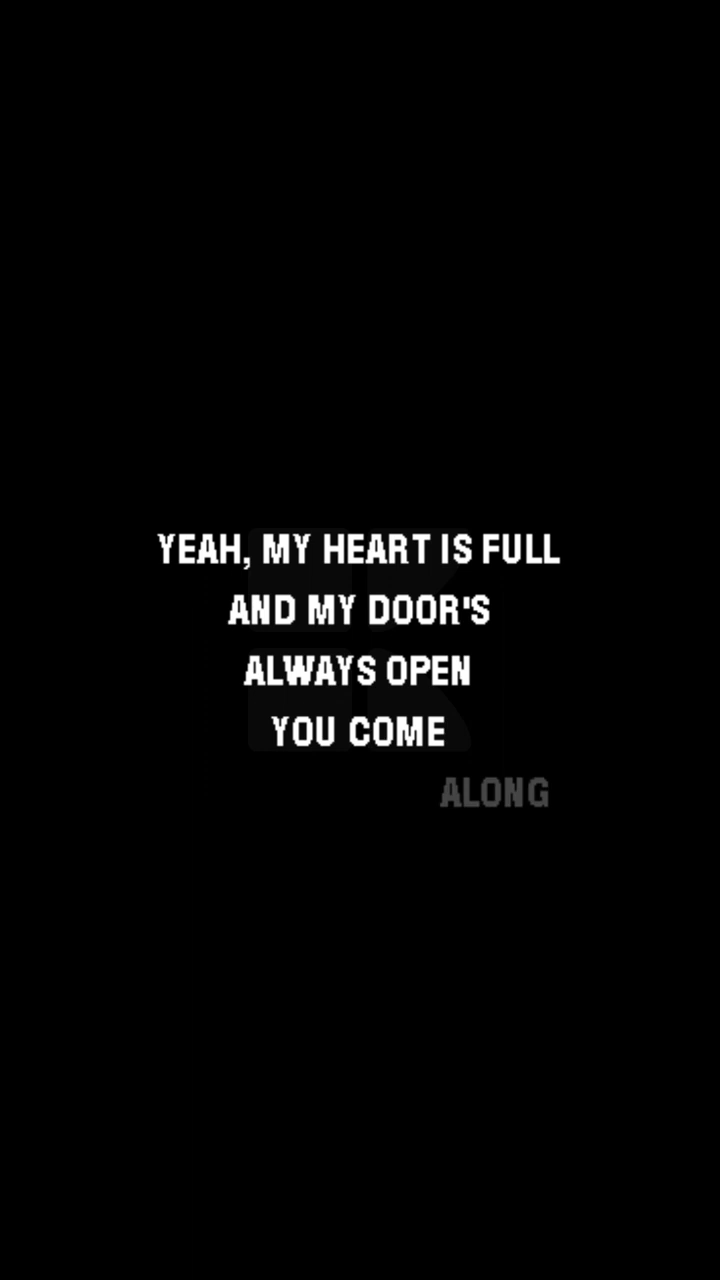 YEAH, MY HEART IS FULL
AND MY DOOR'S
ALWAYS OPEN
YOU COME
ALONG